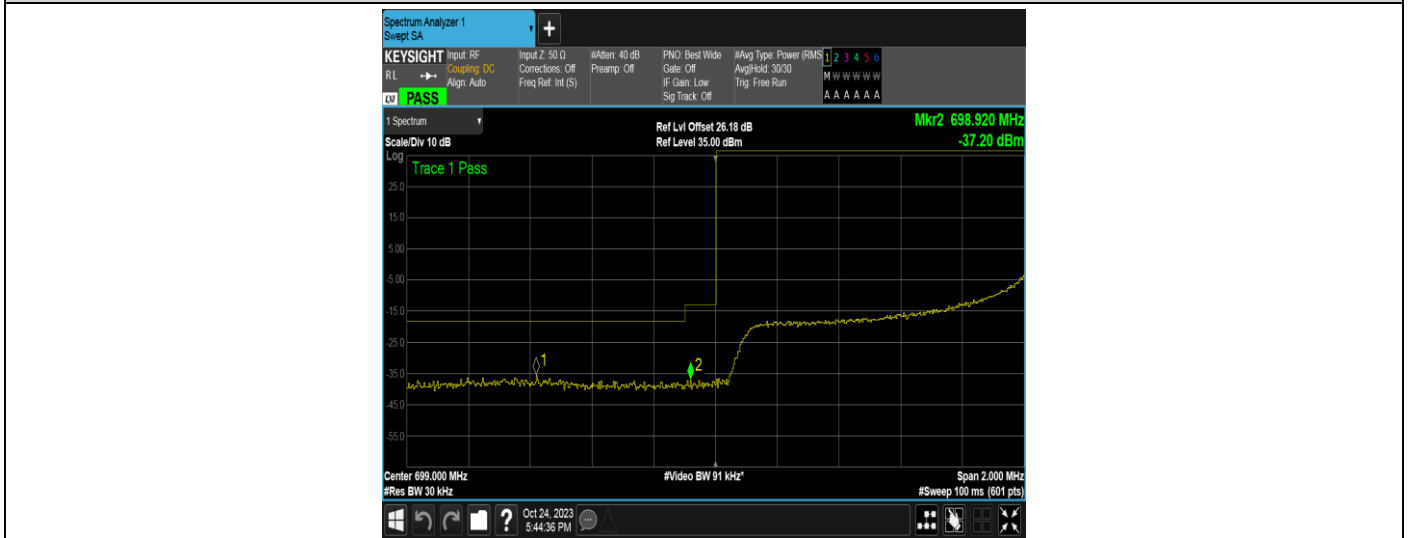 Spectrum Analyzer 1
Swept SA
+
KEYSIGHT
RL
Input: RF
Coupling: DC
Align: Auto
Input Z: 50 Ω
Corrections: Off
Freq Ref: Int (S)
#Atten: 40 dB
Preamp: Off
PNO: Best Wide
Gate: Off
IF Gain: Low
Sig Track: Off
#Avg Type: Power (RMS
Avg|Hold: 30/30
Trig: Free Run
1 2 3 4 5 6
M W W W W W
A A A A A A
LXI PASS
1 Spectrum
Scale/Div 10 dB
Ref Lvl Offset 26.18 dB
Ref Level 35.00 dBm
Mkr2 698.920 MHz
-37.20 dBm
Log
Trace 1 Pass
25.0
15.0
5.00
-5.00
-15.0
-25.0
-35.0
-45.0
-55.0
1
2
Center 699.000 MHz
#Res BW 30 kHz
#Video BW 91 kHz*
Span 2.000 MHz
#Sweep 100 ms (601 pts)
?
Oct 24, 2023
5:44:36 PM